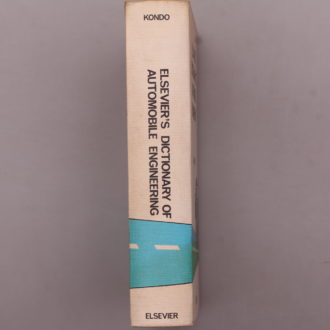 KONDO
ELSEVIER'S DICTIONARY OF
AUTOMOBILE ENGINEERING
ELSEVIER